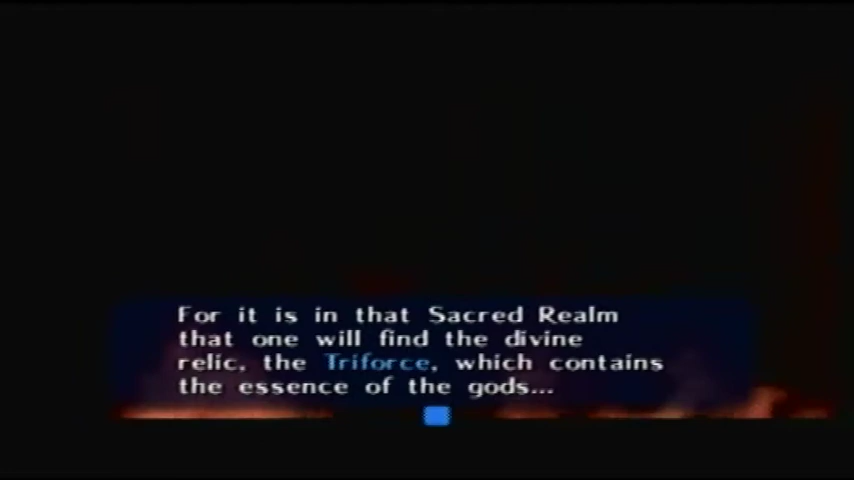 For it is in that Sacred Realm
that one will find the divine
relic, the Triforce, which contains
the essence of the gods...